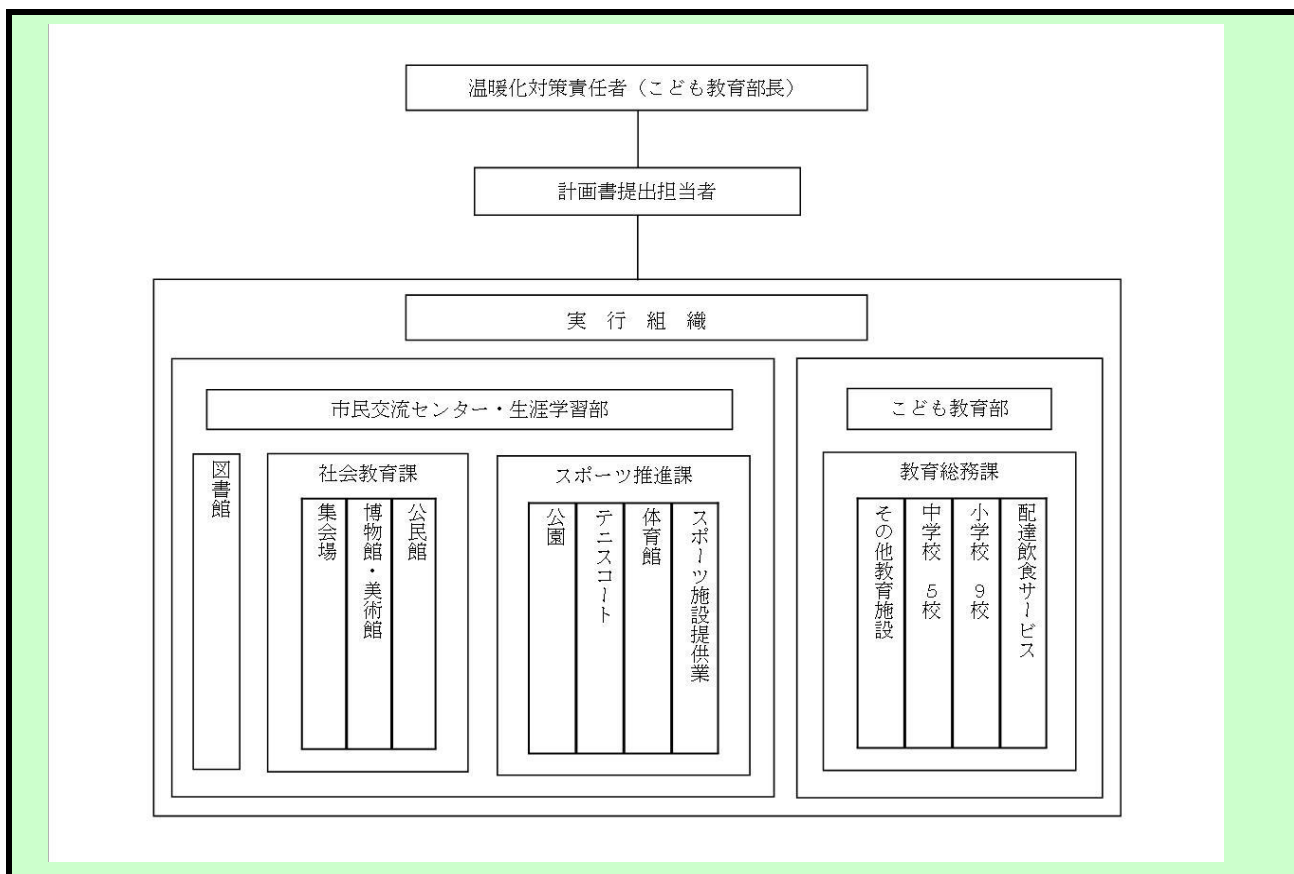 温暖化対策責任者（こども教育部長）
計画書提出担当者
実　行　組　織
市民交流センター・生涯学習部
図書館
社会教育課
集会場
博物館・美術館
公民館
スポーツ推進課
公園
テニスコート
体育館
スポーツ施設提供業
こども教育部
教育総務課
その他教育施設
中学校　５校
小学校　９校
配達飲食サービス